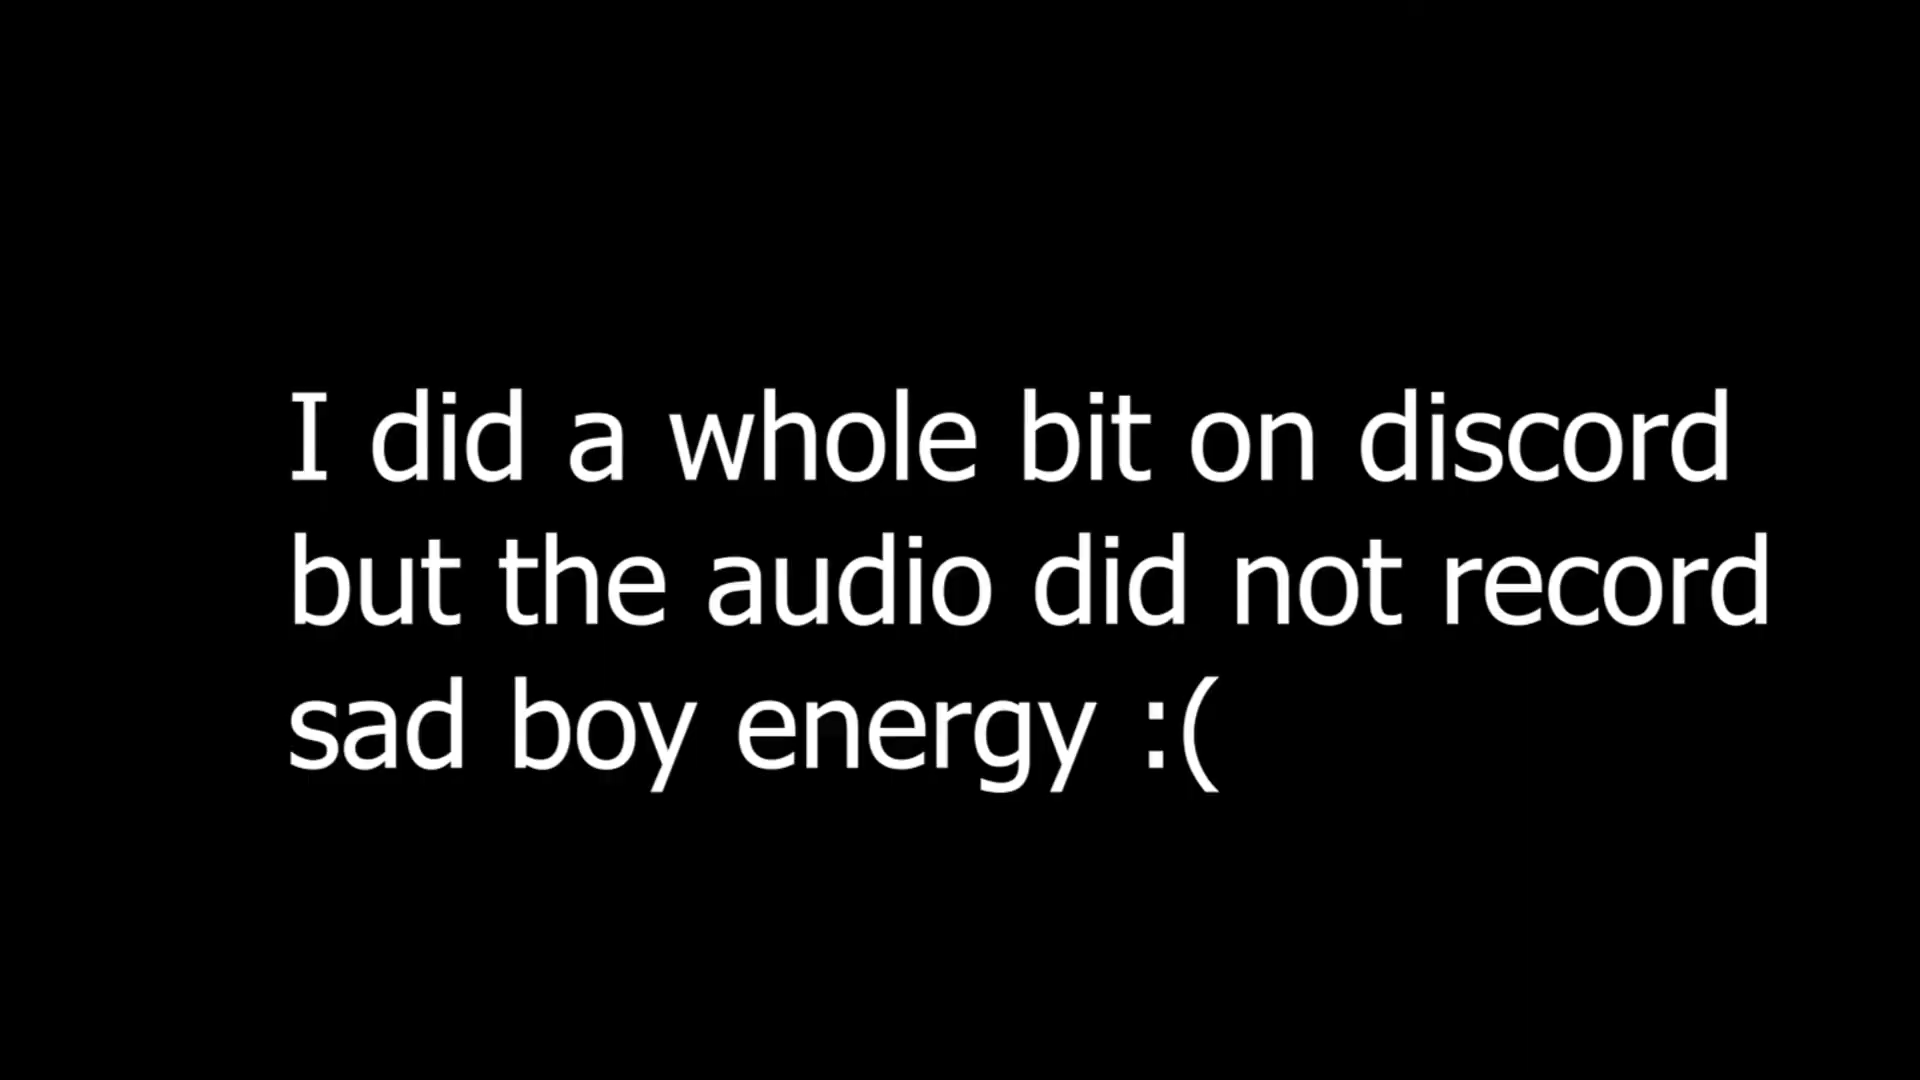 I did a whole bit on discord
but the audio did not record
sad boy energy :(